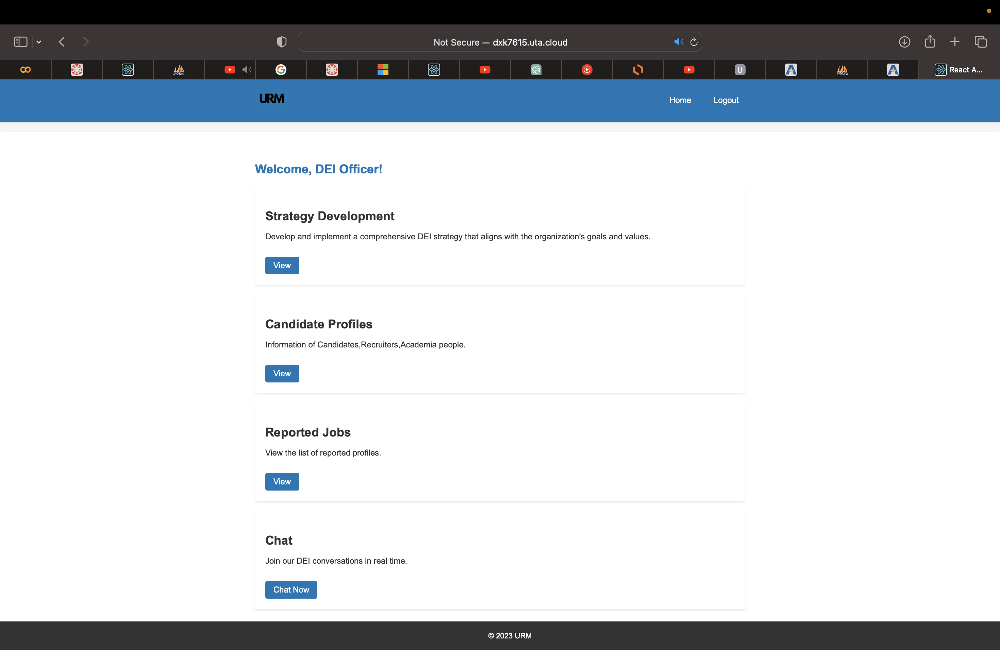 Not Secure — dxk7615.uta.cloud
PMA
U
PMA
React A...
URM
Home
Logout
Welcome, DEI Officer!
Strategy Development
Develop and implement a comprehensive DEI strategy that aligns with the organization's goals and values.
View
Candidate Profiles
Information of Candidates,Recruiters,Academia people.
View
Reported Jobs
View the list of reported profiles.
View
Chat
Join our DEI conversations in real time.
Chat Now
© 2023 URM